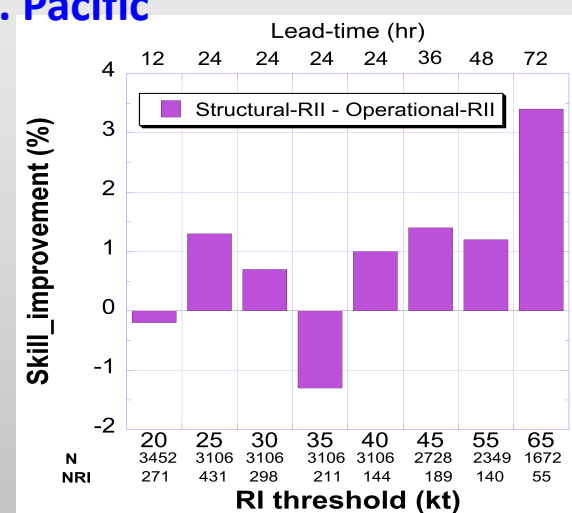 . Pacific
Lead-time (hr)
12 24 24 24 24 36 48 72
4
Structural-RII - Operational-RII
3
2
1
0
-1
-2
Skill_improvement (%)
20 25 30 35 40 45 55 65
N 3452 3106 3106 3106 3106 2728 2349 1672
NRI 271 431 298 211 144 189 140 55
RI threshold (kt)